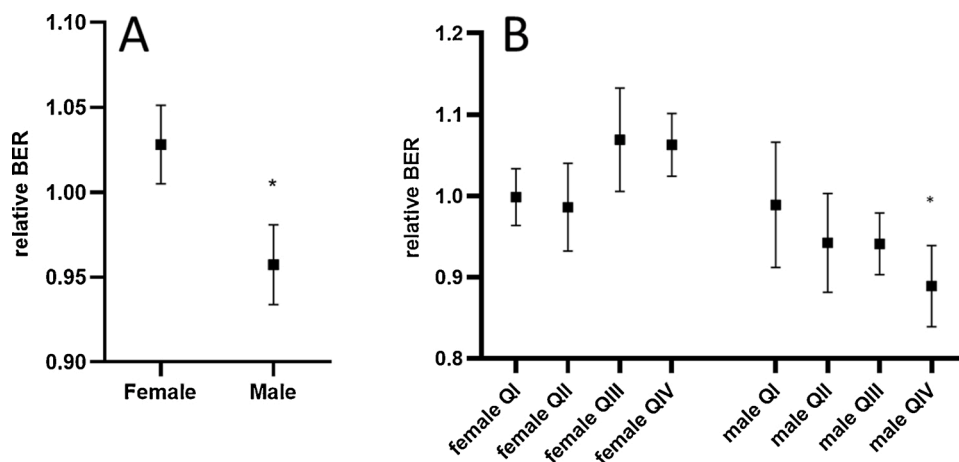 A
relative BER
1.10
1.05
1.00
0.95
0.90
*
Female
Male
B
relative BER
1.2
1.1
1.0
0.9
0.8
*
female QI
female QII
female QIII
female QIV
male QI
male QII
male QIII
male QIV